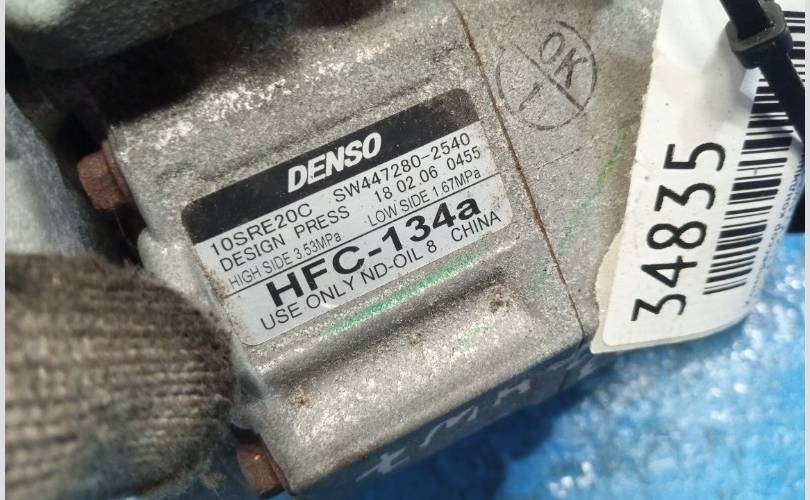 DENSO
10SRE20C SW447280-2540
DESIGN PRESS 18 02.06 0455
HIGH SIDE 3.53MPa LOW SIDE 1.67MPa
HFC-134a
USE ONLY ND-OIL 8 CHINA
OK
1
34835